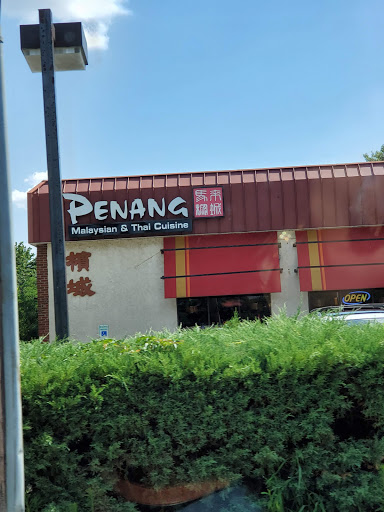 PENANG
Malaysian & Thai Cuisine
檳城
OPEN